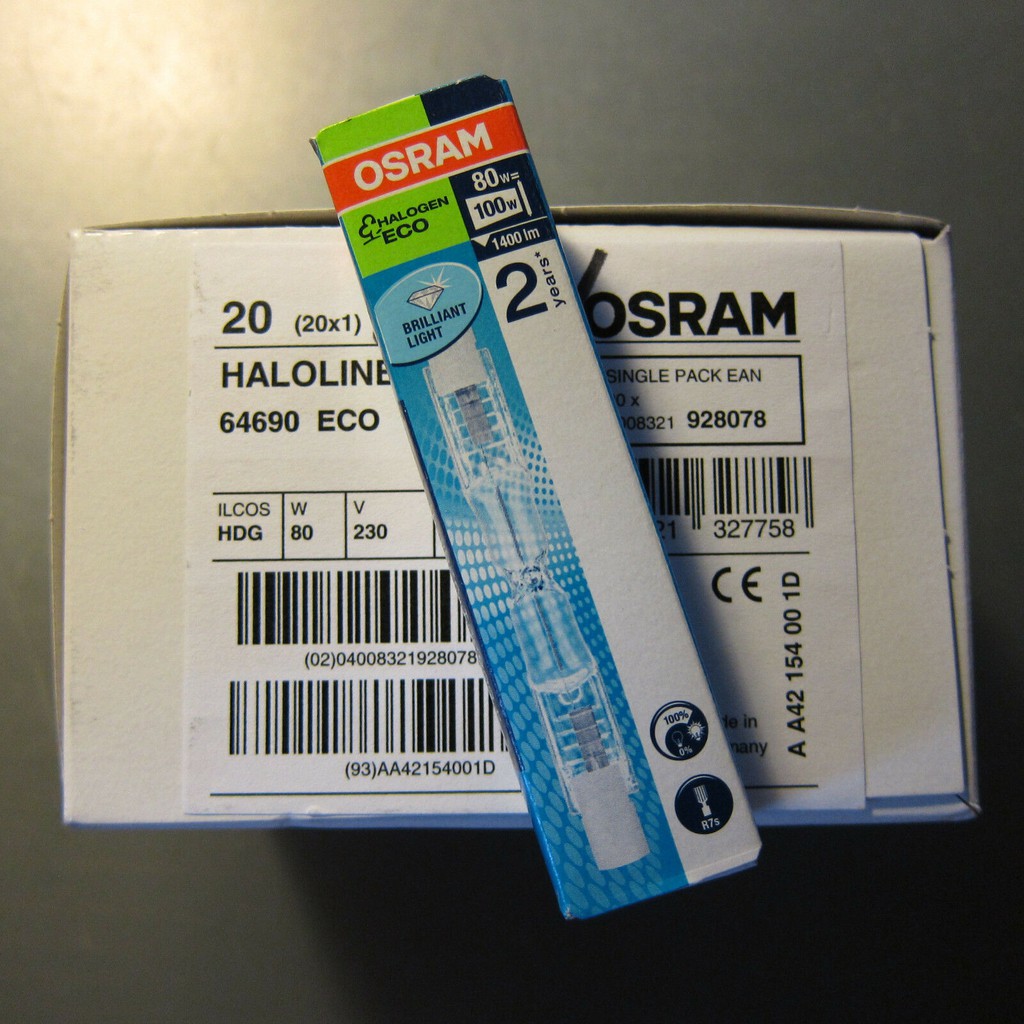 OSRAM
HALOGEN
ECO
80W=
100W
1400 lm
2 years*
BRILLIANT
LIGHT
100%
0%
R7s
20 (20x1)
HALOLINE
64690 ECO
ILCOS W V
HDG 80 230
(02)04008321928078
(93)AA42154001D
OSRAM
SINGLE PACK EAN
x
928078
327758
CE
A A42 154 00 1D
in